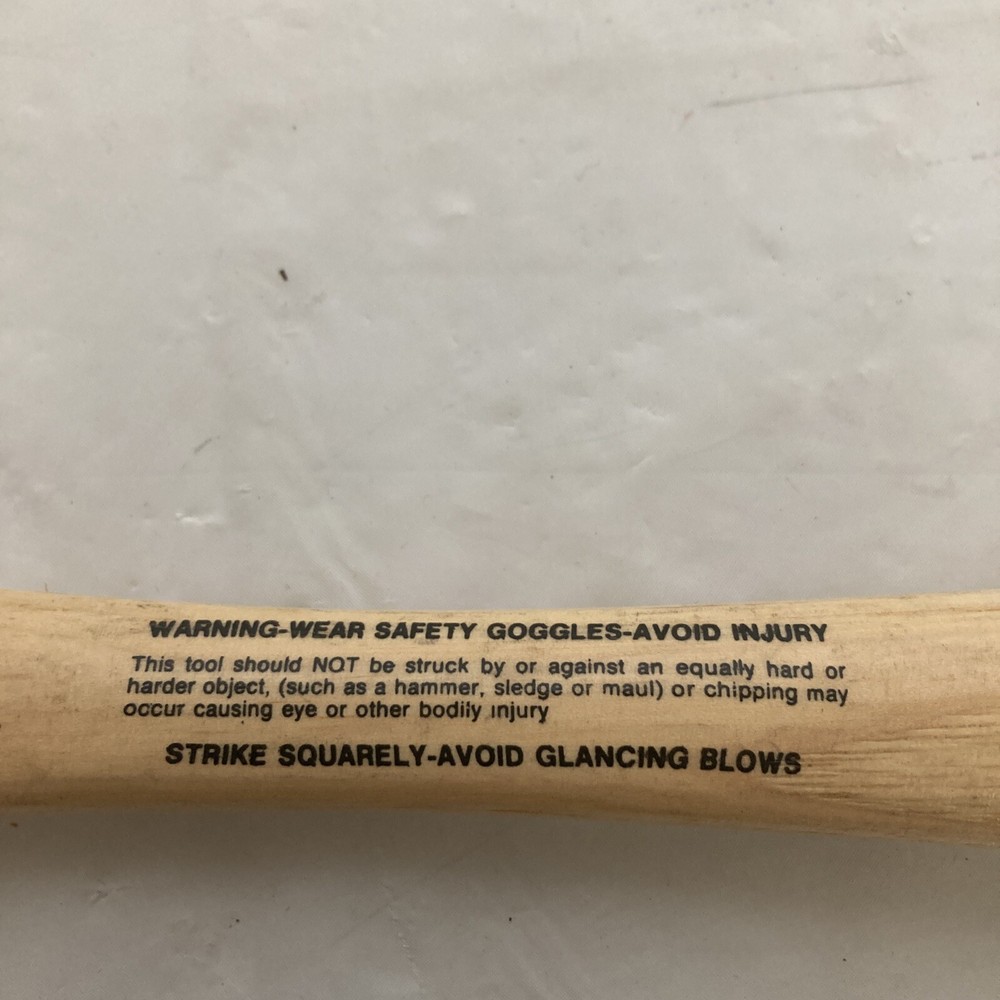 WARNING-WEAR SAFETY GOGGLES-AVOID INJURY
This tool should NOT be struck by or against an equally hard or
harder object, (such as a hammer, sledge or maul) or chipping may
occur causing eye or other bodily injury
STRIKE SQUARELY-AVOID GLANCING BLOWS